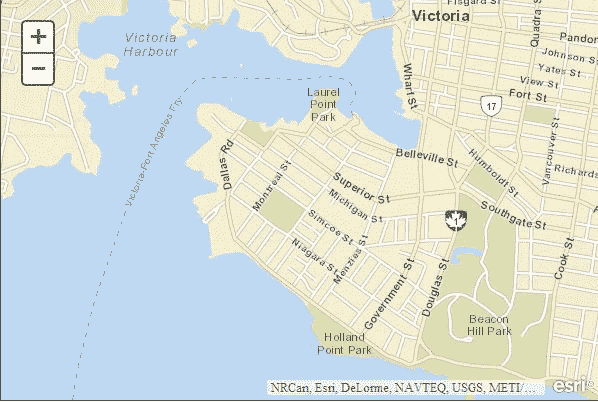 Fisgard St
Victoria
Quadra St
Pandora
Johnson St
Yates St
View St
Fort St
17
Victoria
Harbour
+
-
Wharf St
Laurel
Point
Park
Victoria-Port Angeles Fry
Vancouver St
Belleville St
Humboldt St
Richards
Dallas Rd
Montreal St
Superior St
Michigan St
Southgate St
1
Simcoe St
Niagara St
Menzies St
Cook St
Government St
Douglas St
Beacon
Hill Park
Holland
Point Park
NRCan, Esri, DeLorme, NAVTEQ, USGS, METI/...
esri